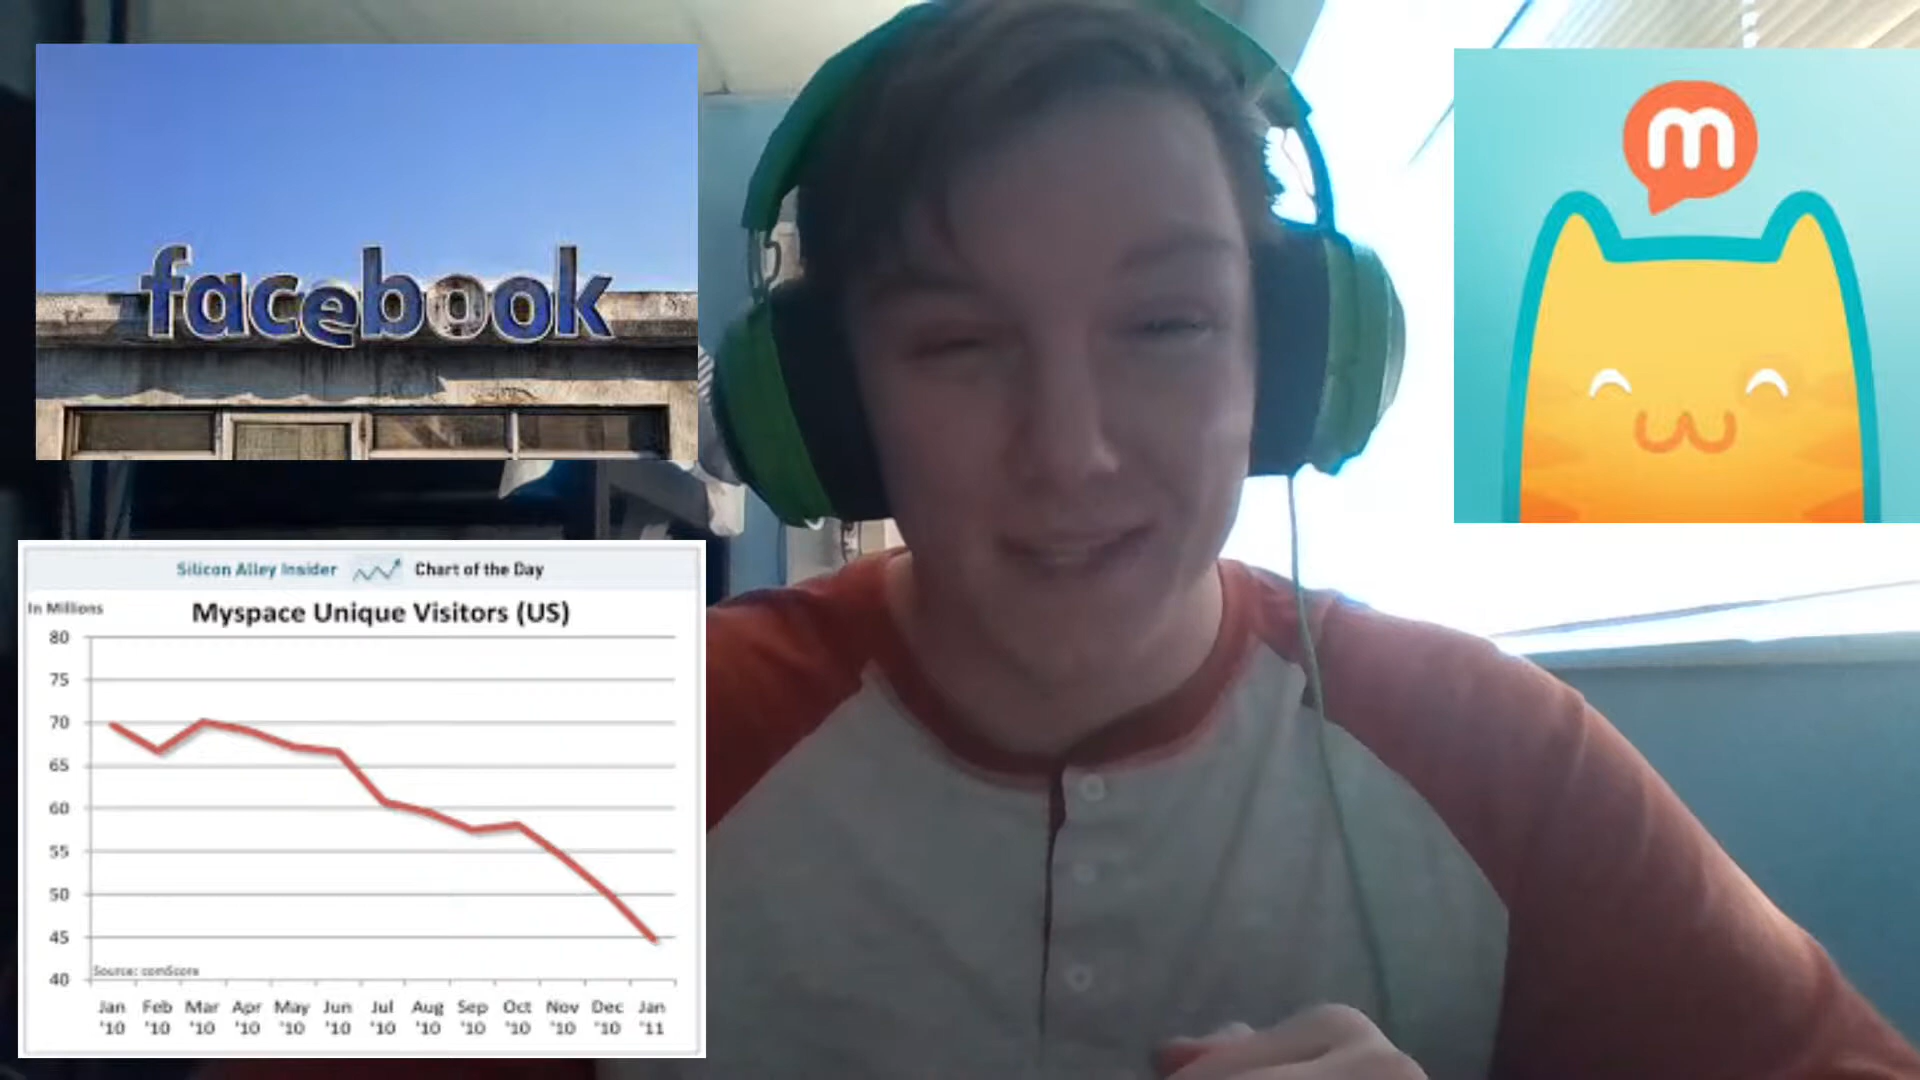 facebook
m
Silicon Alley Insider Chart of the Day
In Millions
Myspace Unique Visitors (US)
80
75
70
65
60
55
50
45
40
Source: comScore
Jan Feb Mar Apr May Jun Jul Aug Sep Oct Nov Dec Jan
'10 '10 '10 '10 '10 '10 '10 '10 '10 '10 '10 '10 '11